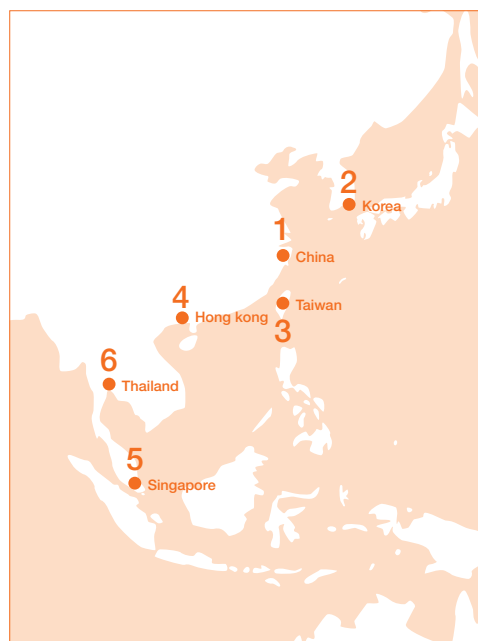 2
Korea
1
China
Taiwan
3
4
Hong kong
6
Thailand
5
Singapore